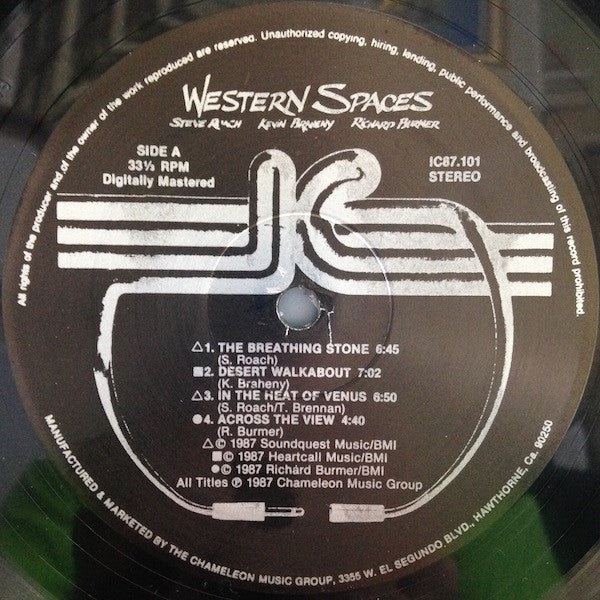 All rights of the producer and of the owner of the work reproduced are reserved. Unauthorized copying, hiring, lending, public performance and broadcasting of this record prohibited.
WESTERN SPACES
STEVE ROACH KEVIN BRAHENY RICHARD BURMER
SIDE A
33⅓ RPM
Digitally Mastered
IC87.101
STEREO
△1. THE BREATHING STONE 6:45
(S. Roach)
■2. DESERT WALKABOUT 7:02
(K. Braheny)
△3. IN THE HEAT OF VENUS 6:50
(S. Roach/T. Brennan)
●4. ACROSS THE VIEW 4:40
(R. Burmer)
△© 1987 Soundquest Music/BMI
■© 1987 Heartcall Music/BMI
●© 1987 Richárd Burmer/BMI
All Titles ℗ 1987 Chameleon Music Group
MANUFACTURED & MARKETED BY THE CHAMELEON MUSIC GROUP, 3355 W. EL SEGUNDO BLVD., HAWTHORNE, Ca. 90250